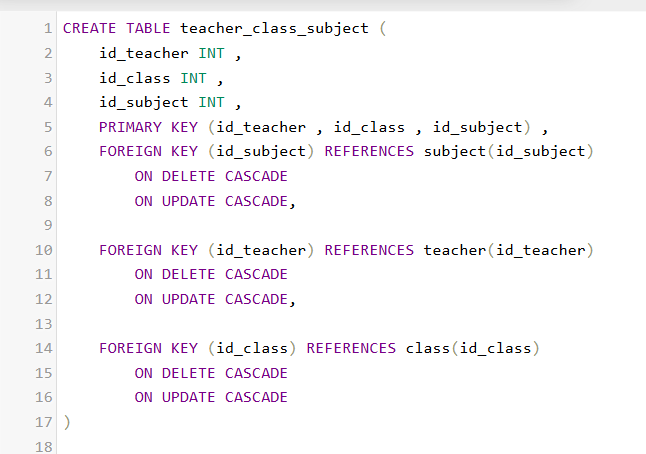 1 CREATE TABLE teacher_class_subject (
2 id_teacher INT ,
3 id_class INT ,
4 id_subject INT ,
5 PRIMARY KEY (id_teacher , id_class , id_subject) ,
6 FOREIGN KEY (id_subject) REFERENCES subject(id_subject)
7 ON DELETE CASCADE
8 ON UPDATE CASCADE,
9
10 FOREIGN KEY (id_teacher) REFERENCES teacher(id_teacher)
11 ON DELETE CASCADE
12 ON UPDATE CASCADE,
13
14 FOREIGN KEY (id_class) REFERENCES class(id_class)
15 ON DELETE CASCADE
16 ON UPDATE CASCADE
17 )
18